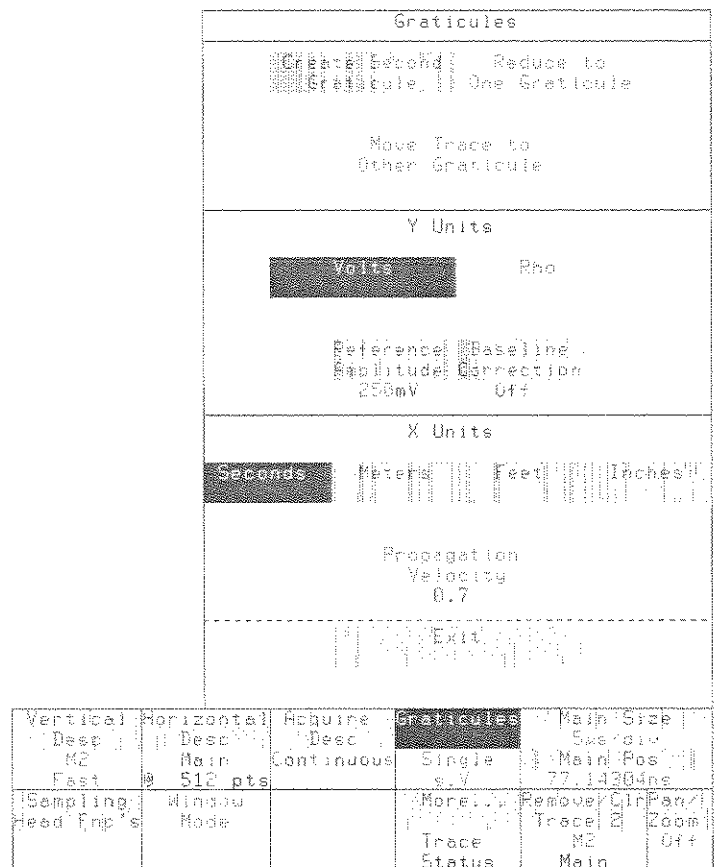 Graticules
Create Second Reduce to
Graticule One Graticule
Move Trace to
Other Graticule
Y Units
Volts Rho
Reference Baseline
Amplitude Correction
250mV Off
X Units
Seconds Meters Feet Inches
Propagation
Velocity
0.7
Exit
Vertical Horizontal Acquire Graticules Main Size
Desc Desc Desc
M2 Main Continuous Single Main Pos
Fast @ 512 pts 77.14304ns
Sampling Window More... Remove/Clr Pan/
Head Fnc's Mode Trace 2 Zoom
Trace M2 Off
Status Main